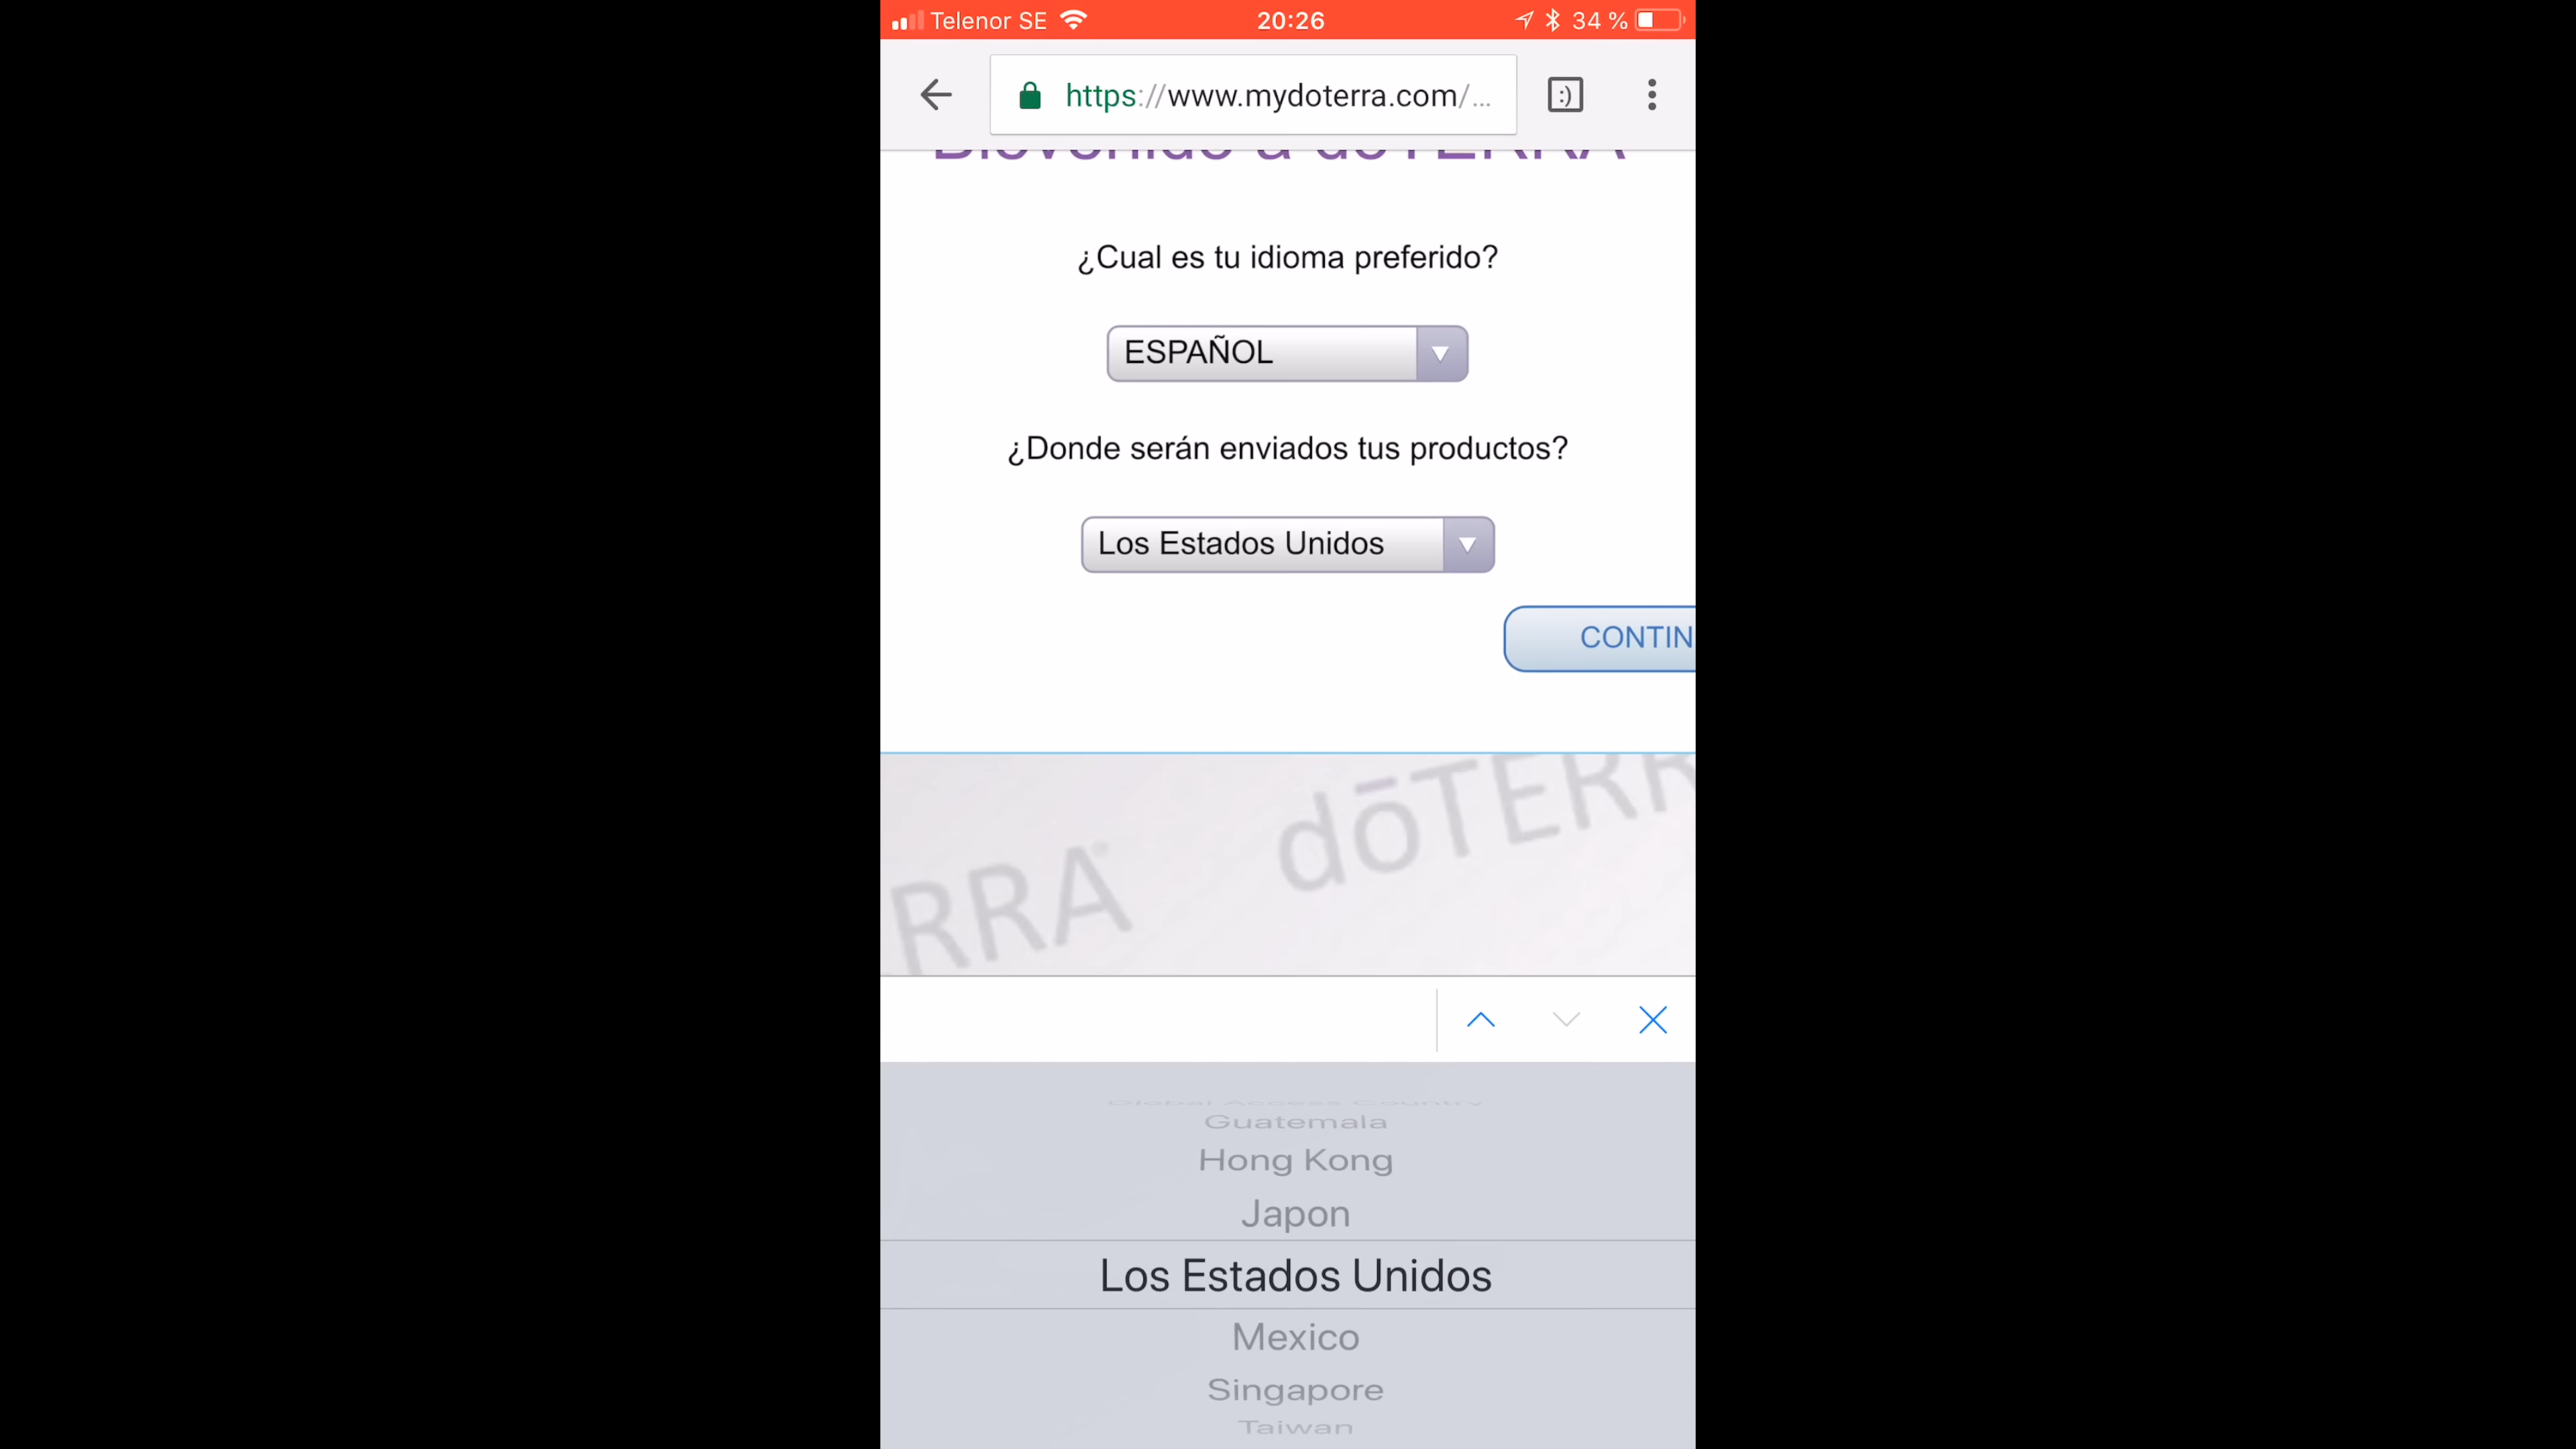 Telenor SE 20:26 34 %
https://www.mydoterra.com/...
Bienvenido a dōTERRA
¿Cual es tu idioma preferido?
ESPAÑOL
¿Donde serán enviados tus productos?
Los Estados Unidos
CONTIN
dōTERR
RRA
Global Access Country
Guatemala
Hong Kong
Japon
Los Estados Unidos
Mexico
Singapore
Taiwan